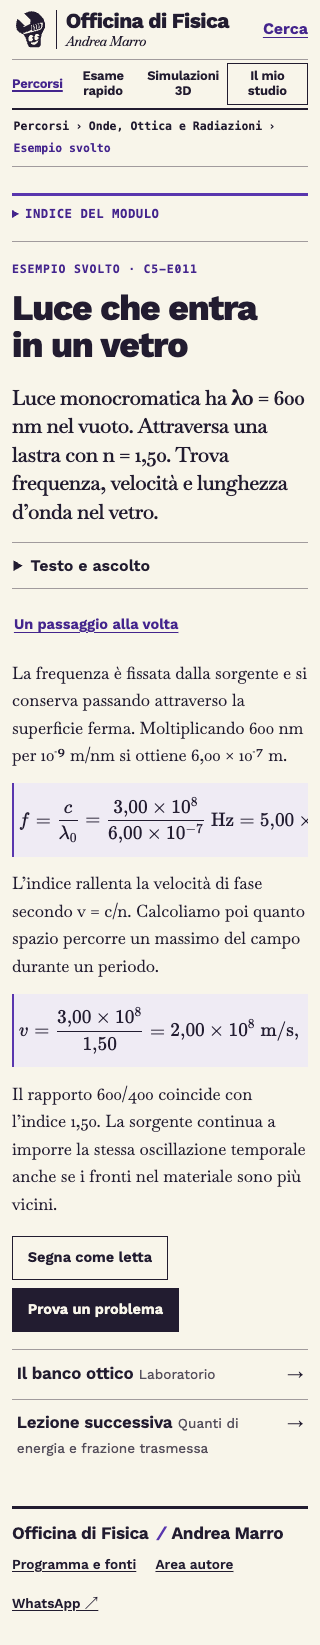 Officina di Fisica
Andrea Marro
Cerca
Percorsi
Esame rapido
Simulazioni 3D
Il mio studio
Percorsi › Onde, Ottica e Radiazioni ›
Esempio svolto
▶ INDICE DEL MODULO
ESEMPIO SVOLTO · C5–E011
Luce che entra
in un vetro
Luce monocromatica ha λ0 = 600
nm nel vuoto. Attraversa una
lastra con n = 1,50. Trova
frequenza, velocità e lunghezza
d’onda nel vetro.
▶ Testo e ascolto
Un passaggio alla volta
La frequenza è fissata dalla sorgente e si
conserva passando attraverso la
superficie ferma. Moltiplicando 600 nm
per 10⁻⁹ m/nm si ottiene 6,00 × 10⁻⁷ m.
f = c/λ₀ = 3,00 × 10⁸/6,00 × 10⁻⁷ Hz = 5,00 ×
L’indice rallenta la velocità di fase
secondo v = c/n. Calcoliamo poi quanto
spazio percorre un massimo del campo
durante un periodo.
v = 3,00 × 10⁸/1,50 = 2,00 × 10⁸ m/s,
Il rapporto 600/400 coincide con
l’indice 1,50. La sorgente continua a
imporre la stessa oscillazione temporale
anche se i fronti nel materiale sono più
vicini.
Segna come letta
Prova un problema
Il banco ottico Laboratorio →
Lezione successiva Quanti di →
energia e frazione trasmessa
Officina di Fisica / Andrea Marro
Programma e fonti Area autore
WhatsApp ↗